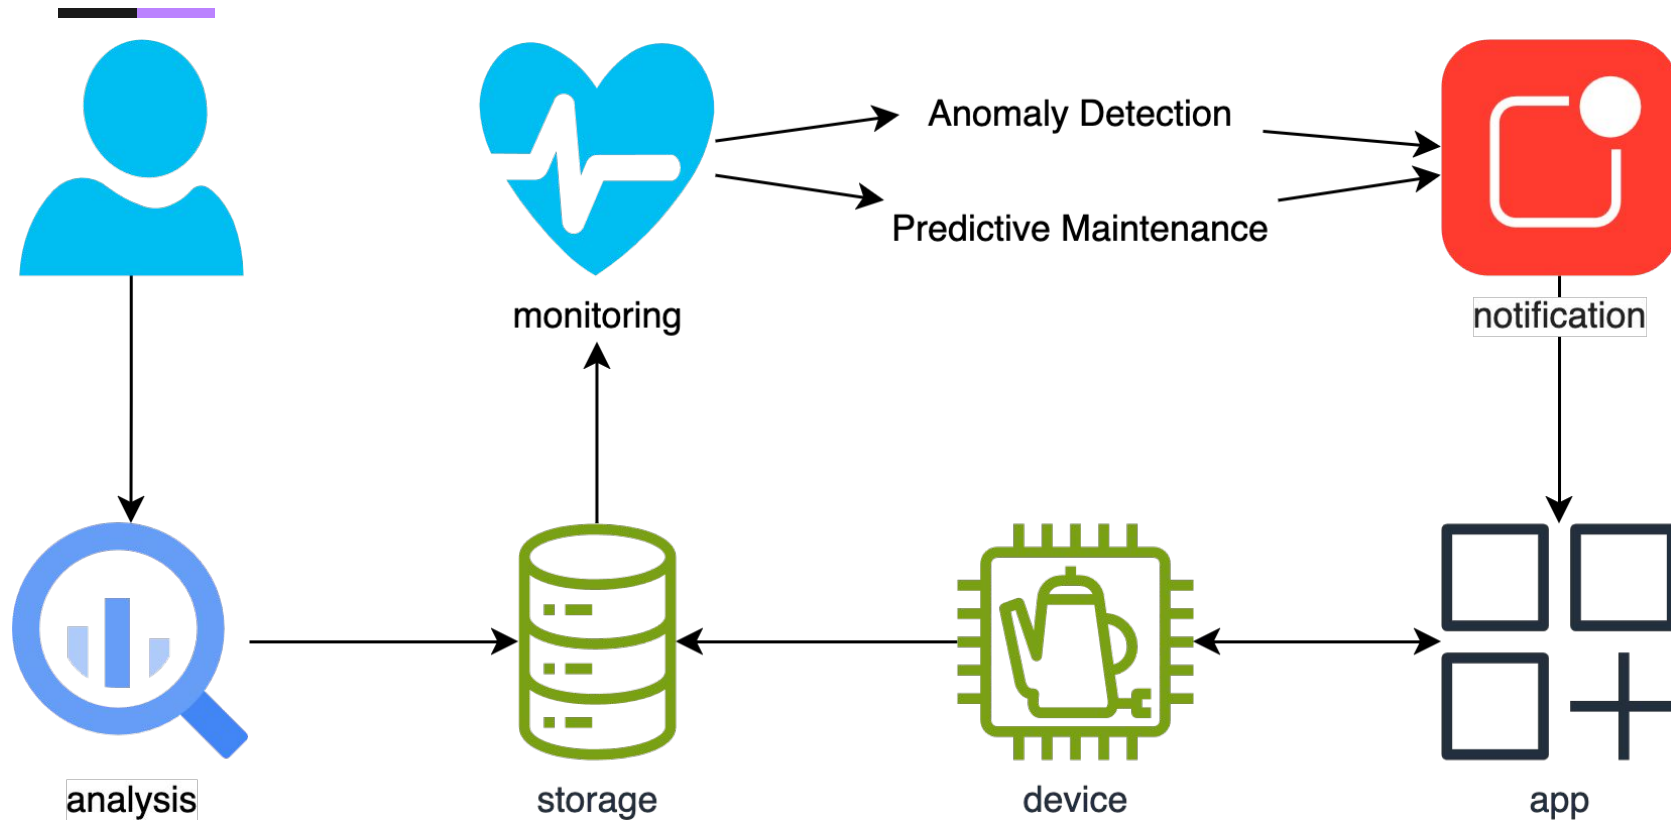 Anomaly Detection
Predictive Maintenance
monitoring
notification
analysis
storage
device
app